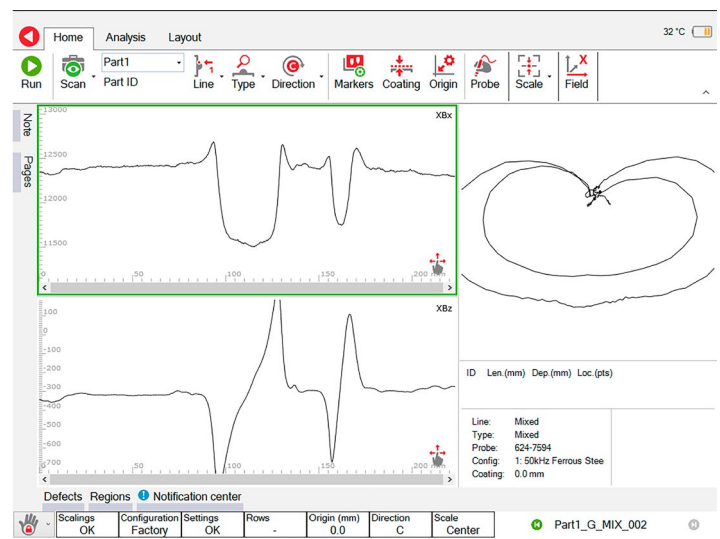 32 °C
Home Analysis Layout
Run Scan Part1 Part ID Line Type Direction Markers Coating Origin Probe Scale Field
Note
Pages
13000
XBx
12500
12000
11500
0 50 100 150 200 mm
100
XBz
0
-100
-200
-300
-400
-500
-600
-700
50 100 150 200 mm
ID Len.(mm) Dep.(mm) Loc.(pts)
Line: Mixed
Type: Mixed
Probe: 624-7594
Config: 1: 50kHz Ferrous Stee
Coating: 0.0 mm
Defects Regions Notification center
Scalings Configuration Settings Rows Origin (mm) Direction Scale
OK Factory OK - 0.0 C Center
Part1_G_MIX_002